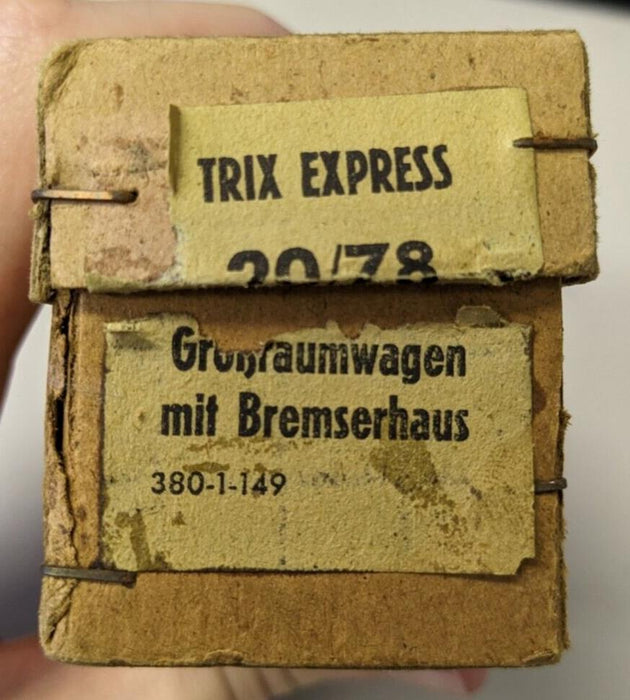 TRIX EXPRESS
20/78
Großraumwagen
mit Bremserhaus
380-1-149